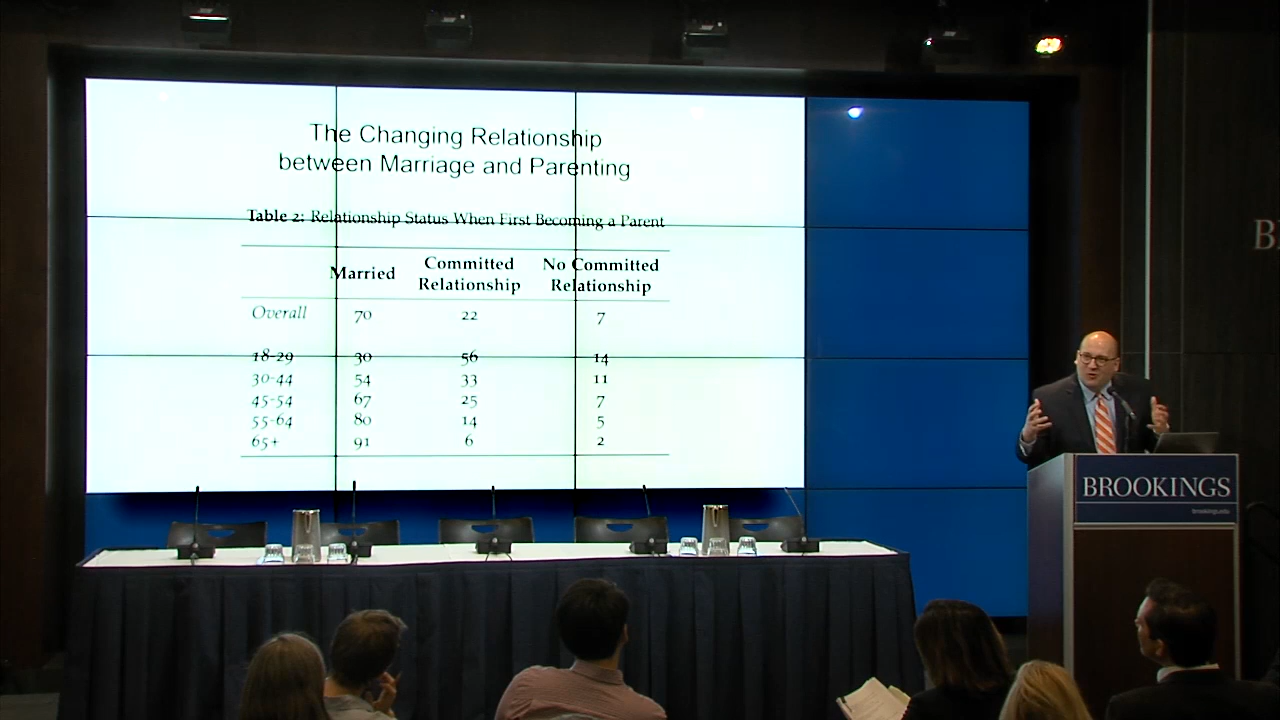 The Changing Relationship
between Marriage and Parenting
Table 2: Relationship Status When First Becoming a Parent
Married Committed Relationship No Committed Relationship
Overall 70 22 7
18-29 30 56 14
30-44 54 33 11
45-54 67 25 7
55-64 80 14 5
65+ 91 6 2
BROOKINGS
brookings.edu